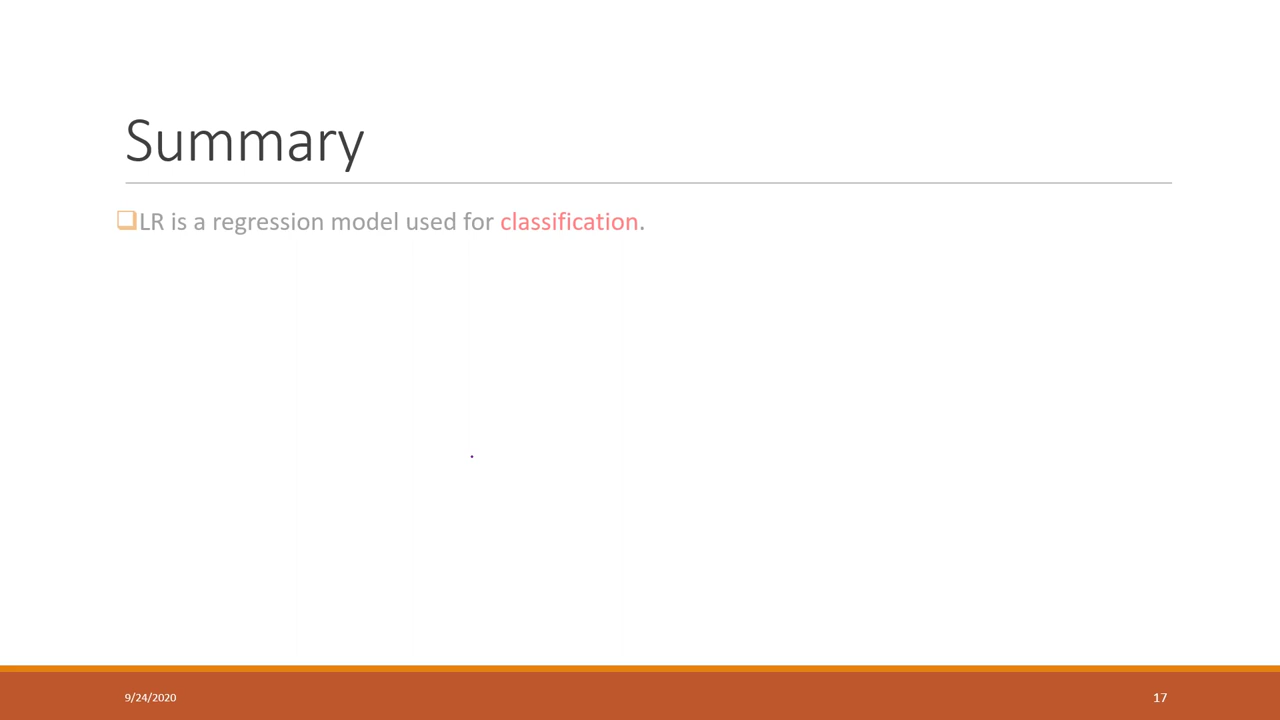 Summary
LR is a regression model used for classification.
9/24/2020
17